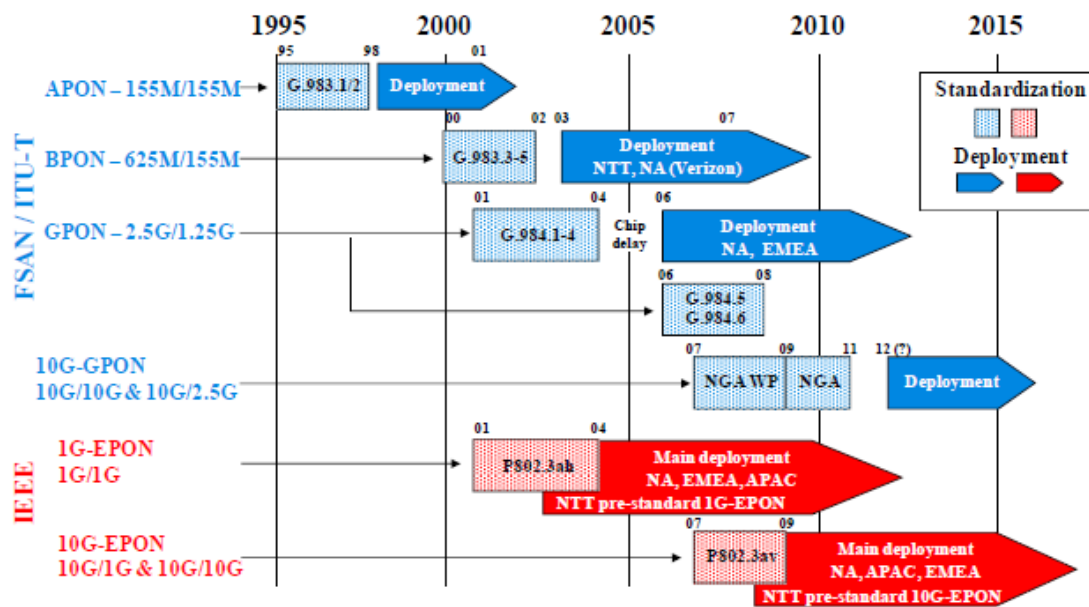 1995 2000 2005 2010 2015
95 98 01
APON – 155M/155M
G.983.1/2
Deployment
00 02 03 07
BPON – 625M/155M
G.983.3-5
Deployment
NTT, NA (Verizon)
01 04 06
GPON – 2.5G/1.25G
G.984.1-4
Chip
delay
Deployment
NA, EMEA
06 08
G.984.5
G.984.6
07 09 11 12 (?)
10G-GPON
10G/10G & 10G/2.5G
NGA WP
NGA
Deployment
FSAN / ITU-T
01 04
1G-EPON
1G/1G
P802.3ah
Main deployment
NA, EMEA, APAC
NTT pre-standard 1G-EPON
07 09
10G-EPON
10G/1G & 10G/10G
P802.3av
Main deployment
NA, APAC, EMEA
NTT pre-standard 10G-EPON
IEEE
Standardization
Deployment